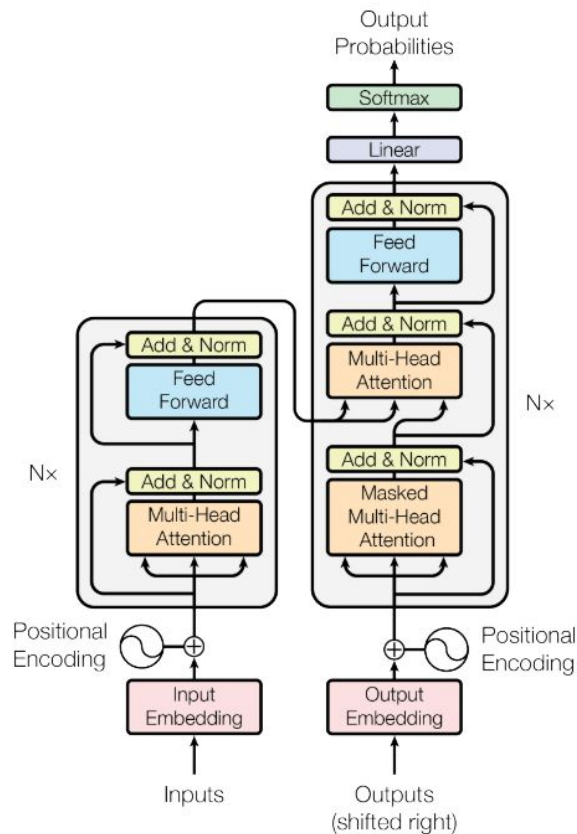 Output
Probabilities
Softmax
Linear
Add & Norm
Feed
Forward
Add & Norm
Multi-Head
Attention
Add & Norm
Masked
Multi-Head
Attention
Nx
Add & Norm
Feed
Forward
Add & Norm
Multi-Head
Attention
Nx
Positional
Encoding
Positional
Encoding
Input
Embedding
Output
Embedding
Inputs
Outputs
(shifted right)